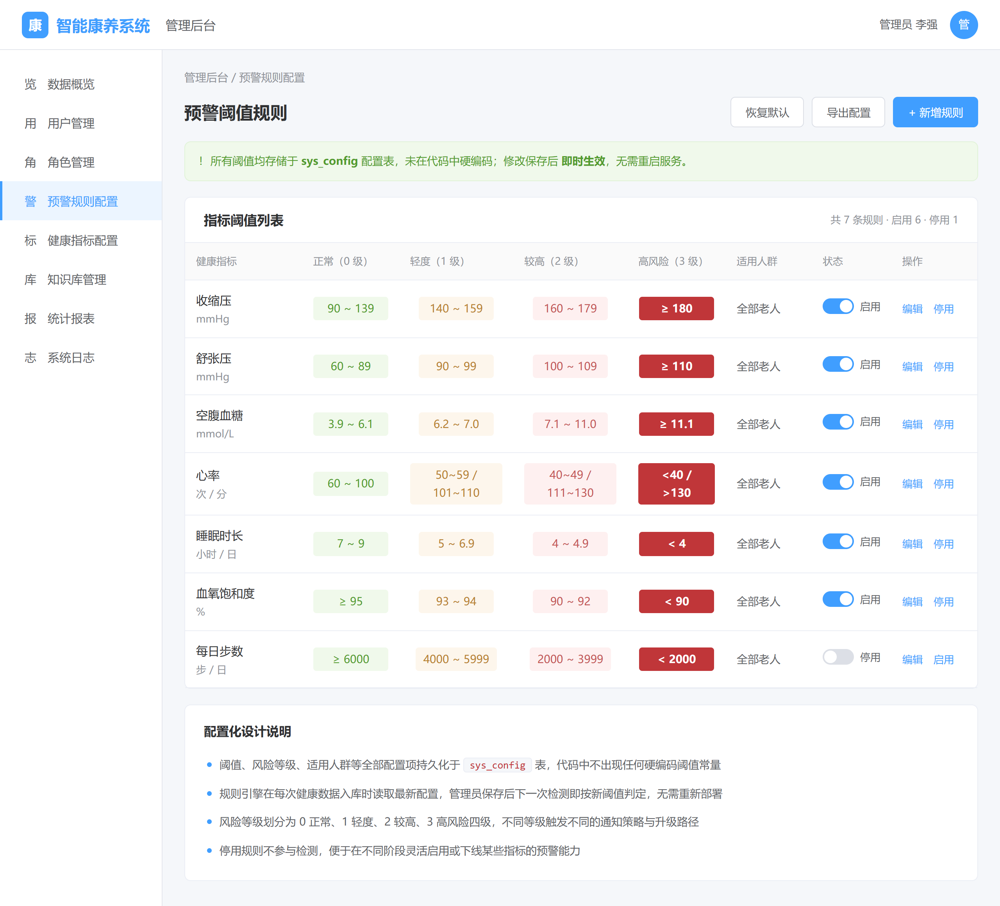 康 智能康养系统 管理后台 管理员 李强 管
览 数据概览
用 用户管理
角 角色管理
警 预警规则配置
标 健康指标配置
库 知识库管理
报 统计报表
志 系统日志
管理后台 / 预警规则配置
预警阈值规则 恢复默认 导出配置 + 新增规则
! 所有阈值均存储于 sys_config 配置表，未在代码中硬编码；修改保存后 即时生效，无需重启服务。
指标阈值列表 共 7 条规则 · 启用 6 · 停用 1
健康指标 正常（0 级） 轻度（1 级） 较高（2 级） 高风险（3 级） 适用人群 状态 操作
收缩压
mmHg
90 ~ 139 140 ~ 159 160 ~ 179 ≥ 180 全部老人 启用 编辑 停用
舒张压
mmHg
60 ~ 89 90 ~ 99 100 ~ 109 ≥ 110 全部老人 启用 编辑 停用
空腹血糖
mmol/L
3.9 ~ 6.1 6.2 ~ 7.0 7.1 ~ 11.0 ≥ 11.1 全部老人 启用 编辑 停用
心率
次 / 分
60 ~ 100
50~59 /
101~110
40~49 /
111~130
<40 /
>130
全部老人 启用 编辑 停用
睡眠时长
小时 / 日
7 ~ 9 5 ~ 6.9 4 ~ 4.9 < 4 全部老人 启用 编辑 停用
血氧饱和度
%
≥ 95 93 ~ 94 90 ~ 92 < 90 全部老人 启用 编辑 停用
每日步数
步 / 日
≥ 6000 4000 ~ 5999 2000 ~ 3999 < 2000 全部老人 停用 编辑 启用
配置化设计说明
阈值、风险等级、适用人群等全部配置项持久化于 sys_config 表，代码中不出现任何硬编码阈值常量
规则引擎在每次健康数据入库时读取最新配置，管理员保存后下一次检测即按新阈值判定，无需重新部署
风险等级划分为 0 正常、1 轻度、2 较高、3 高风险四级，不同等级触发不同的通知策略与升级路径
停用规则不参与检测，便于在不同阶段灵活启用或下线某些指标的预警能力